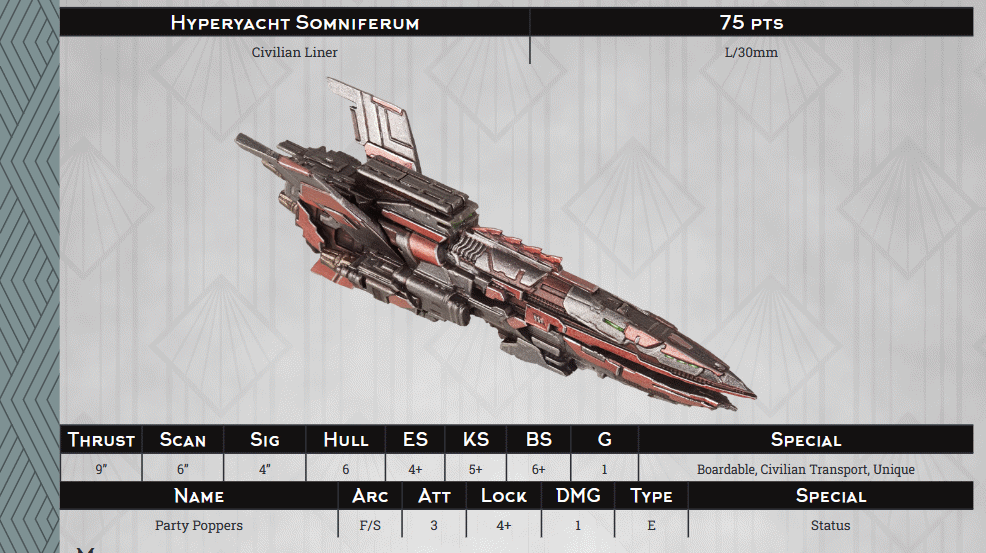 Hyperyacht Somniferum 75 pts
Civilian Liner L/30mm
Thrust Scan Sig Hull ES KS BS G Special
9” 6” 4” 6 4+ 5+ 6+ 1 Boardable, Civilian Transport, Unique
Name Arc Att Lock DMG Type Special
Party Poppers F/S 3 4+ 1 E Status